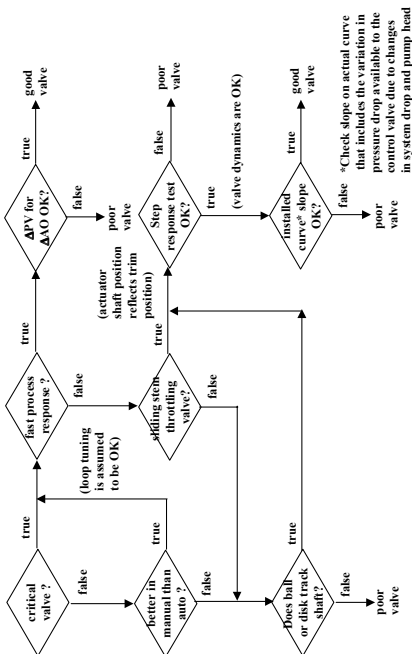 critical
valve ?
true
false
better in
manual than
auto ?
true
false
(loop tuning
is assumed
to be OK)
fast process
response ?
true
false
ΔPV for
ΔAO OK?
true
good
valve
false
poor
valve
sliding stem
throttling
valve?
true
false
(actuator
shaft position
reflects trim
position)
Step
response test
OK?
false
poor
valve
true
(valve dynamics are OK)
Does ball
or disk track
shaft?
true
false
poor
valve
installed
curve* slope
OK?
true
good
valve
false
poor
valve
*Check slope on actual curve
that includes the variation in
pressure drop available to the
control valve due to changes
in system drop and pump head